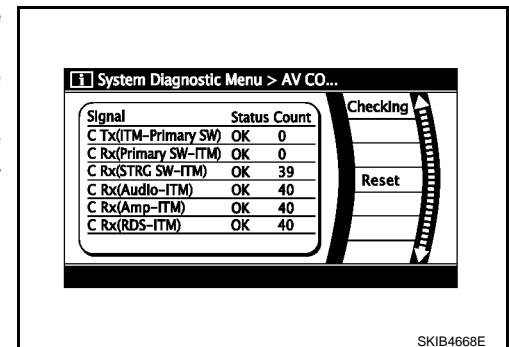 i System Diagnostic Menu > AV CO...
Signal Status Count
C Tx(ITM-Primary SW) OK 0
C Rx(Primary SW-ITM) OK 0
C Rx(STRG SW-ITM) OK 39
C Rx(Audio-ITM) OK 40
C Rx(Amp-ITM) OK 40
C Rx(RDS-ITM) OK 40
Checking
Reset
SKIB4668E